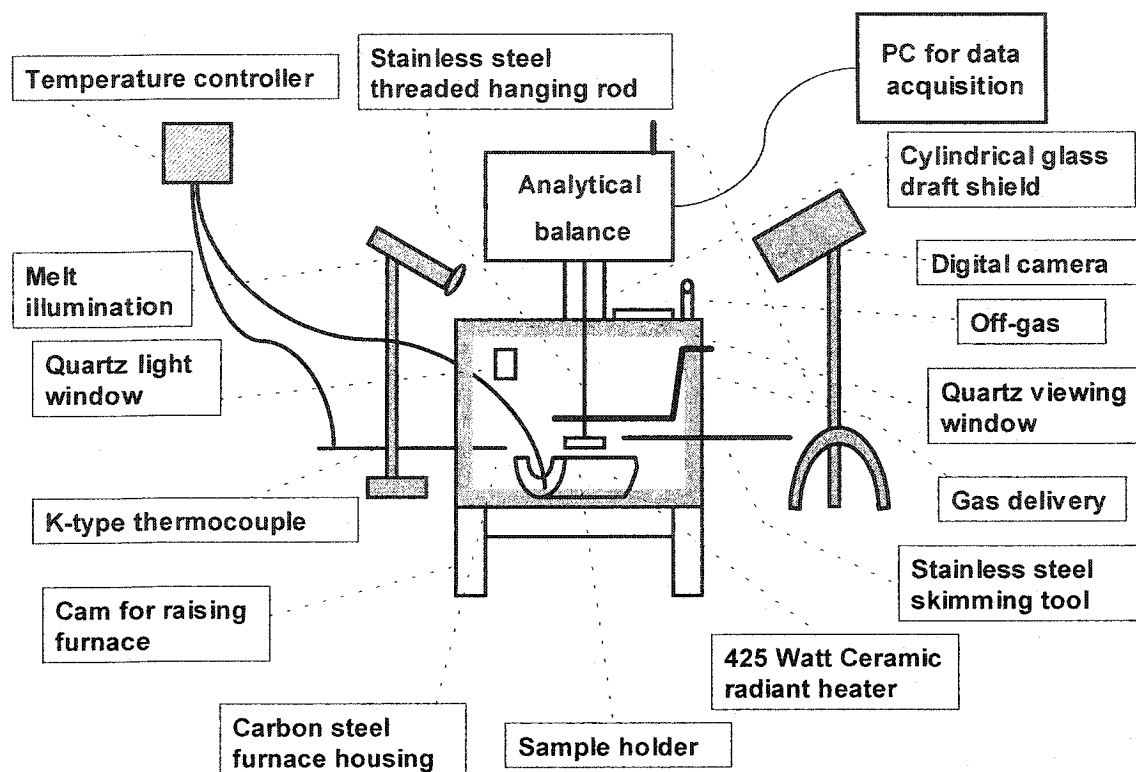 Temperature controller
Stainless steel
threaded hanging rod
PC for data
acquisition
Analytical
balance
Cylindrical glass
draft shield
Melt
illumination
Digital camera
Off-gas
Quartz light
window
Quartz viewing
window
K-type thermocouple
Gas delivery
Cam for raising
furnace
Stainless steel
skimming tool
425 Watt Ceramic
radiant heater
Carbon steel
furnace housing
Sample holder